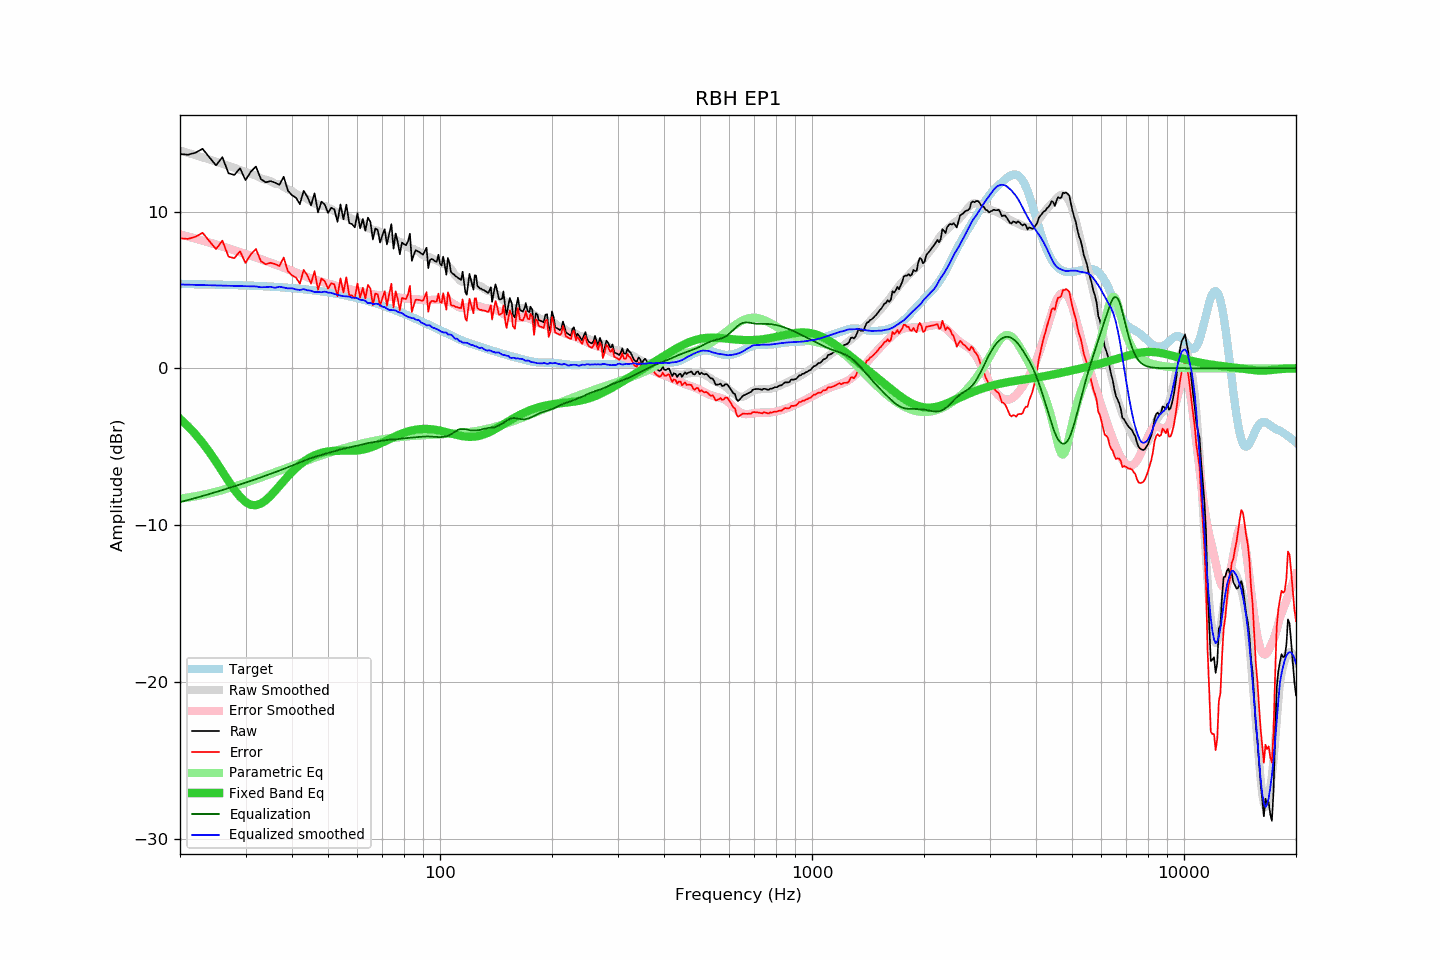 RBH EP1
Amplitude (dBr)
10
0
−10
−20
−30
Target
Raw Smoothed
Error Smoothed
Raw
Error
Parametric Eq
Fixed Band Eq
Equalization
Equalized smoothed
100
1000
10000
Frequency (Hz)